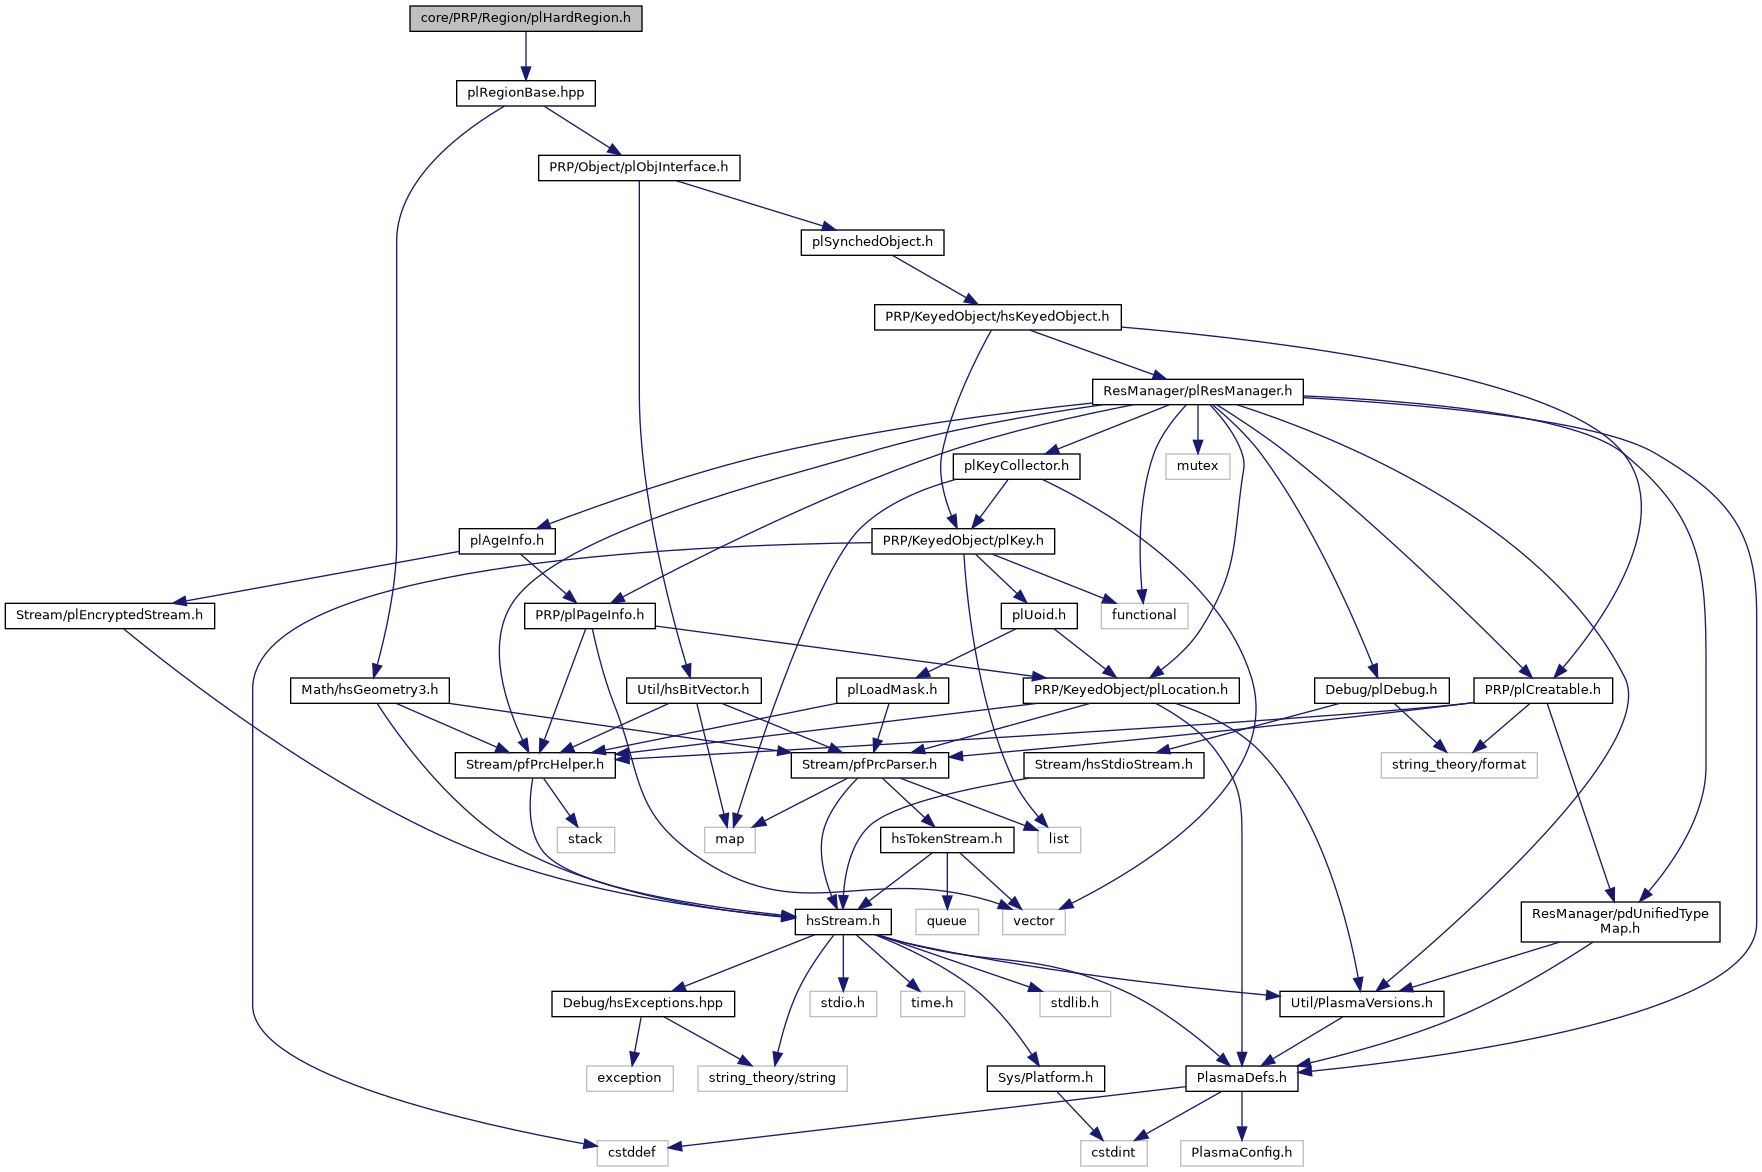 core/PRP/Region/plHardRegion.h
plRegionBase.hpp
PRP/Object/plObjInterface.h
plSynchedObject.h
PRP/KeyedObject/hsKeyedObject.h
ResManager/plResManager.h
plKeyCollector.h
mutex
plAgeInfo.h
PRP/KeyedObject/plKey.h
Stream/plEncryptedStream.h
PRP/plPageInfo.h
plUoid.h
functional
Math/hsGeometry3.h
Util/hsBitVector.h
plLoadMask.h
PRP/KeyedObject/plLocation.h
Debug/plDebug.h
PRP/plCreatable.h
Stream/pfPrcHelper.h
Stream/pfPrcParser.h
Stream/hsStdioStream.h
string_theory/format
stack
map
hsTokenStream.h
list
hsStream.h
queue
vector
ResManager/pdUnifiedType
Map.h
Debug/hsExceptions.hpp
stdio.h
time.h
stdlib.h
Util/PlasmaVersions.h
exception
string_theory/string
Sys/Platform.h
PlasmaDefs.h
cstddef
cstdint
PlasmaConfig.h